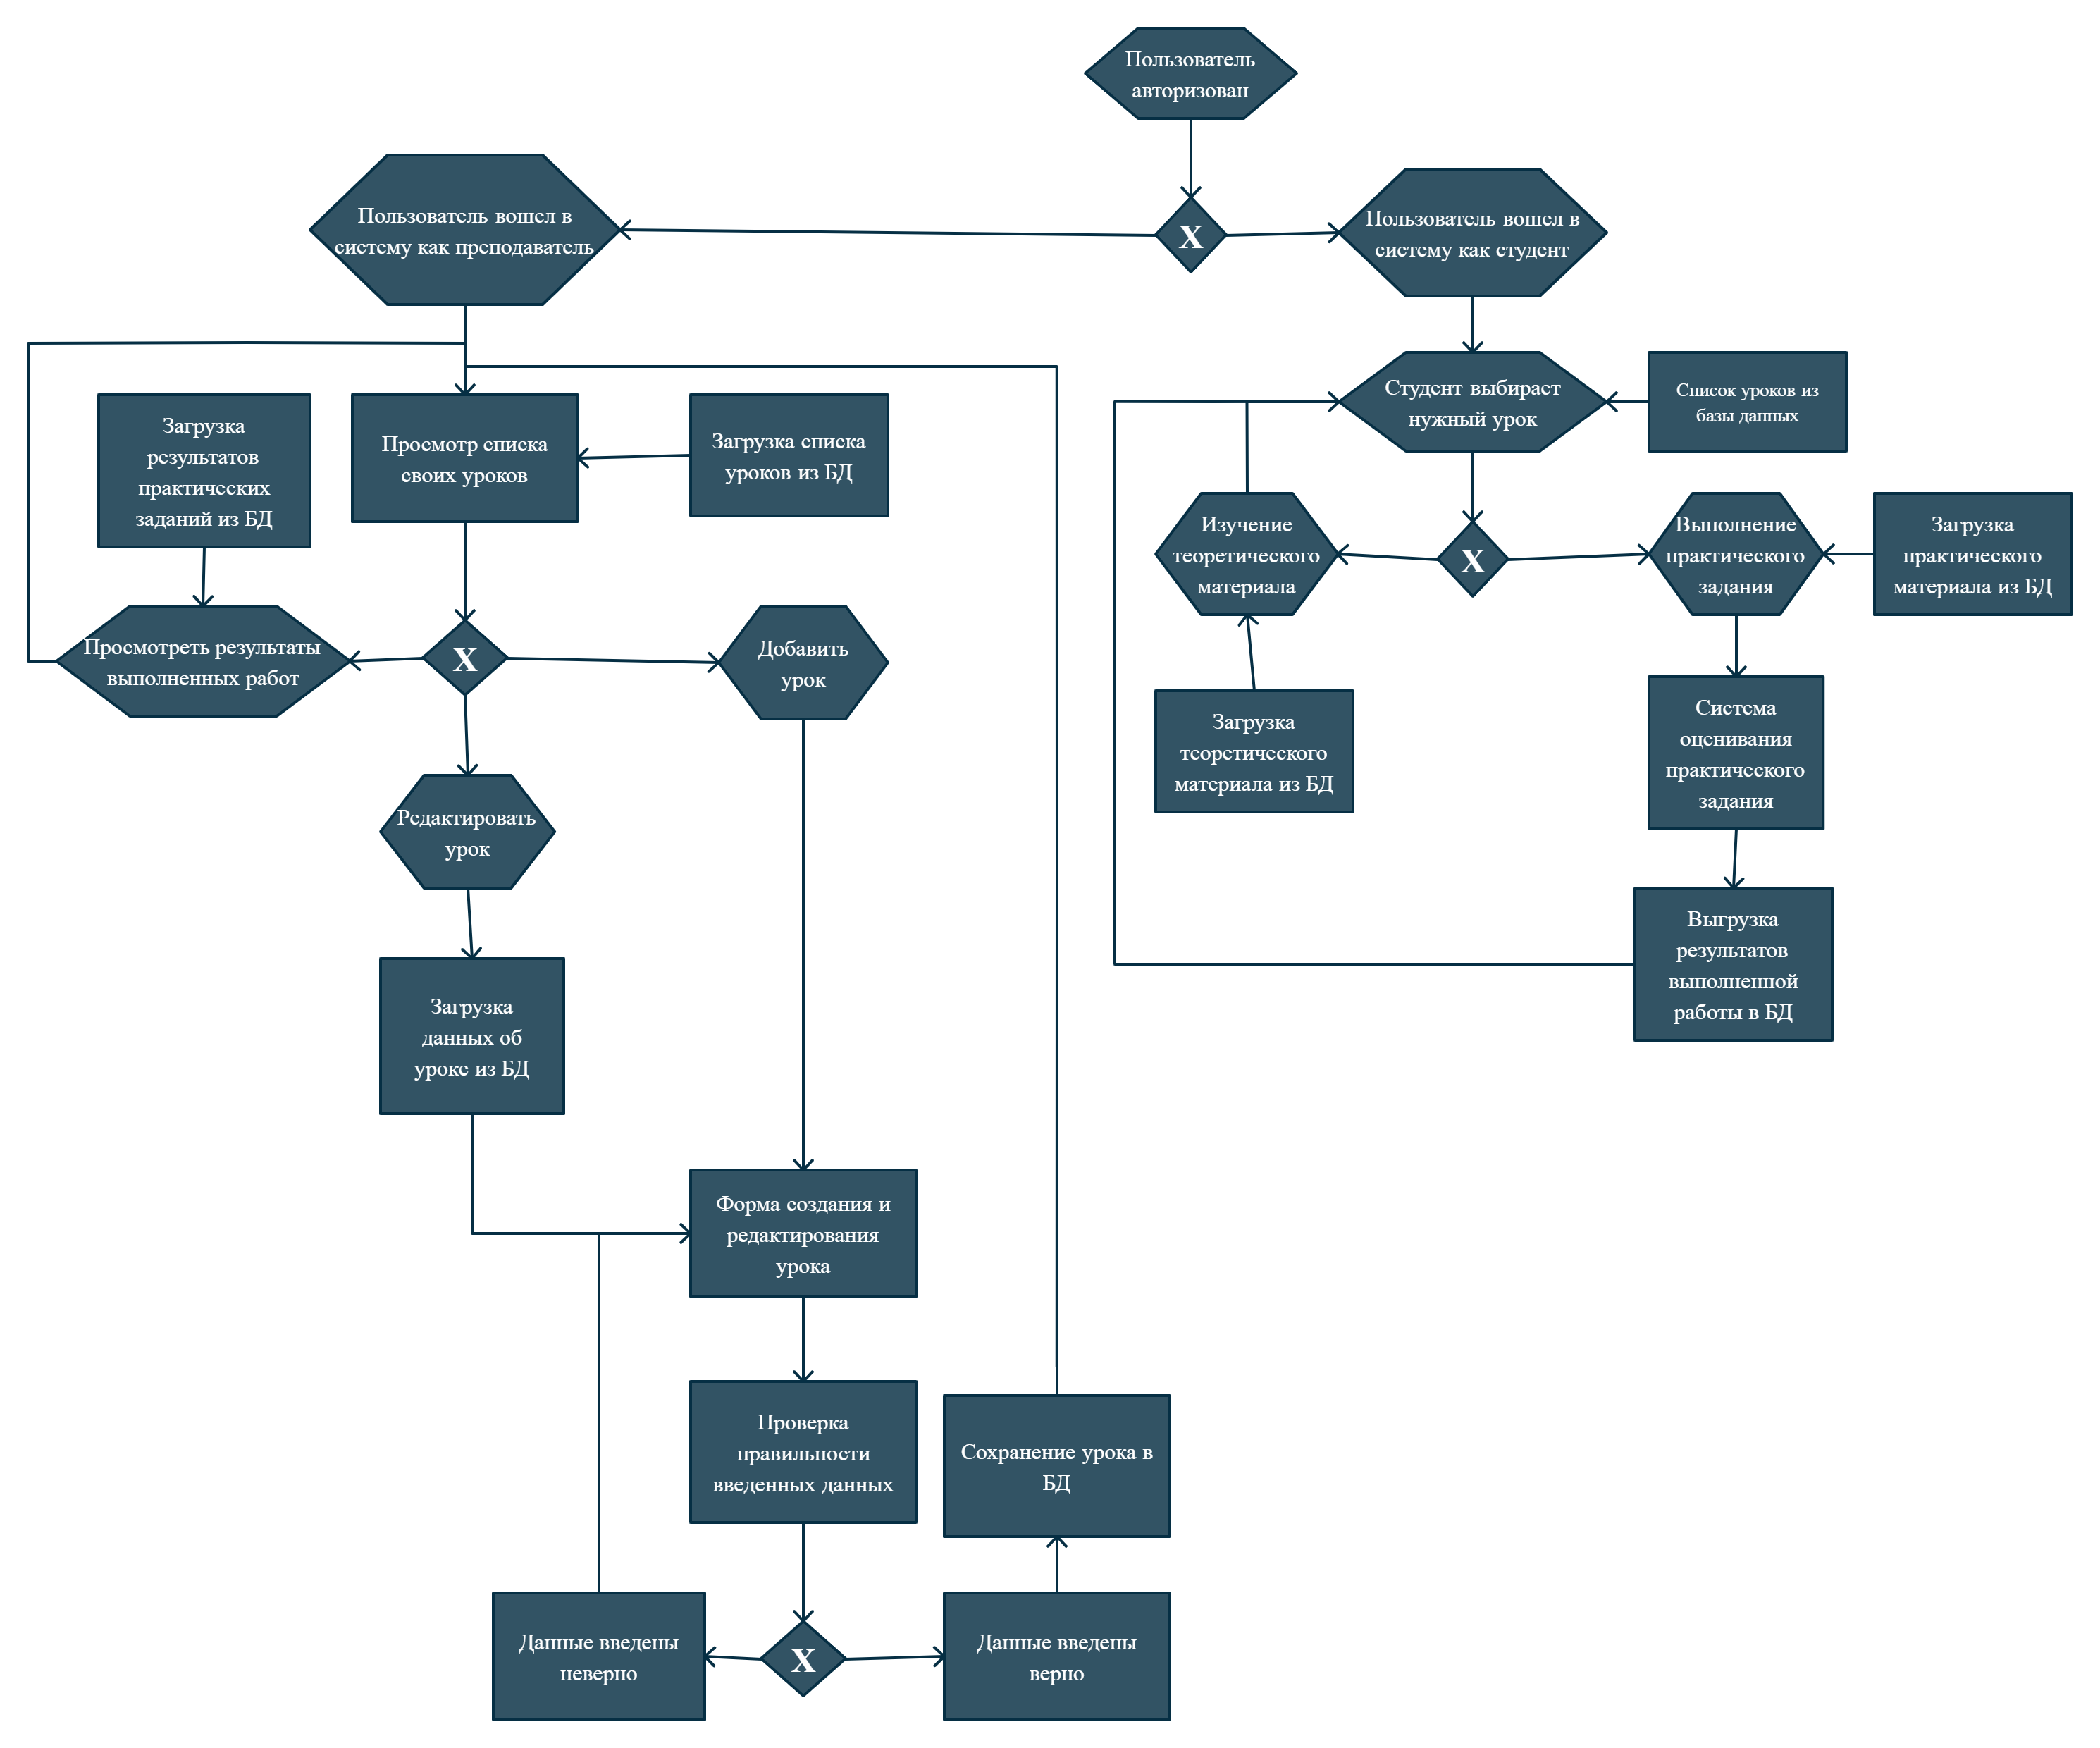 Пользователь
авторизован
Пользователь вошел в
систему как преподаватель
X
Пользователь вошел в
систему как студент
Студент выбирает
нужный урок
Список уроков из
базы данных
Загрузка
результатов
практических
заданий из БД
Просмотр списка
своих уроков
Загрузка списка
уроков из БД
Изучение
теоретического
материала
X
Выполнение
практического
задания
Загрузка
практического
материала из БД
Просмотреть результаты
выполненных работ
X
Добавить
урок
Загрузка
теоретического
материала из БД
Система
оценивания
практического
задания
Редактировать
урок
Выгрузка
результатов
выполненной
работы в БД
Загрузка
данных об
уроке из БД
Форма создания и
редактирования
урока
Проверка
правильности
введенных данных
Сохранение урока в
БД
Данные введены
неверно
X
Данные введены
верно